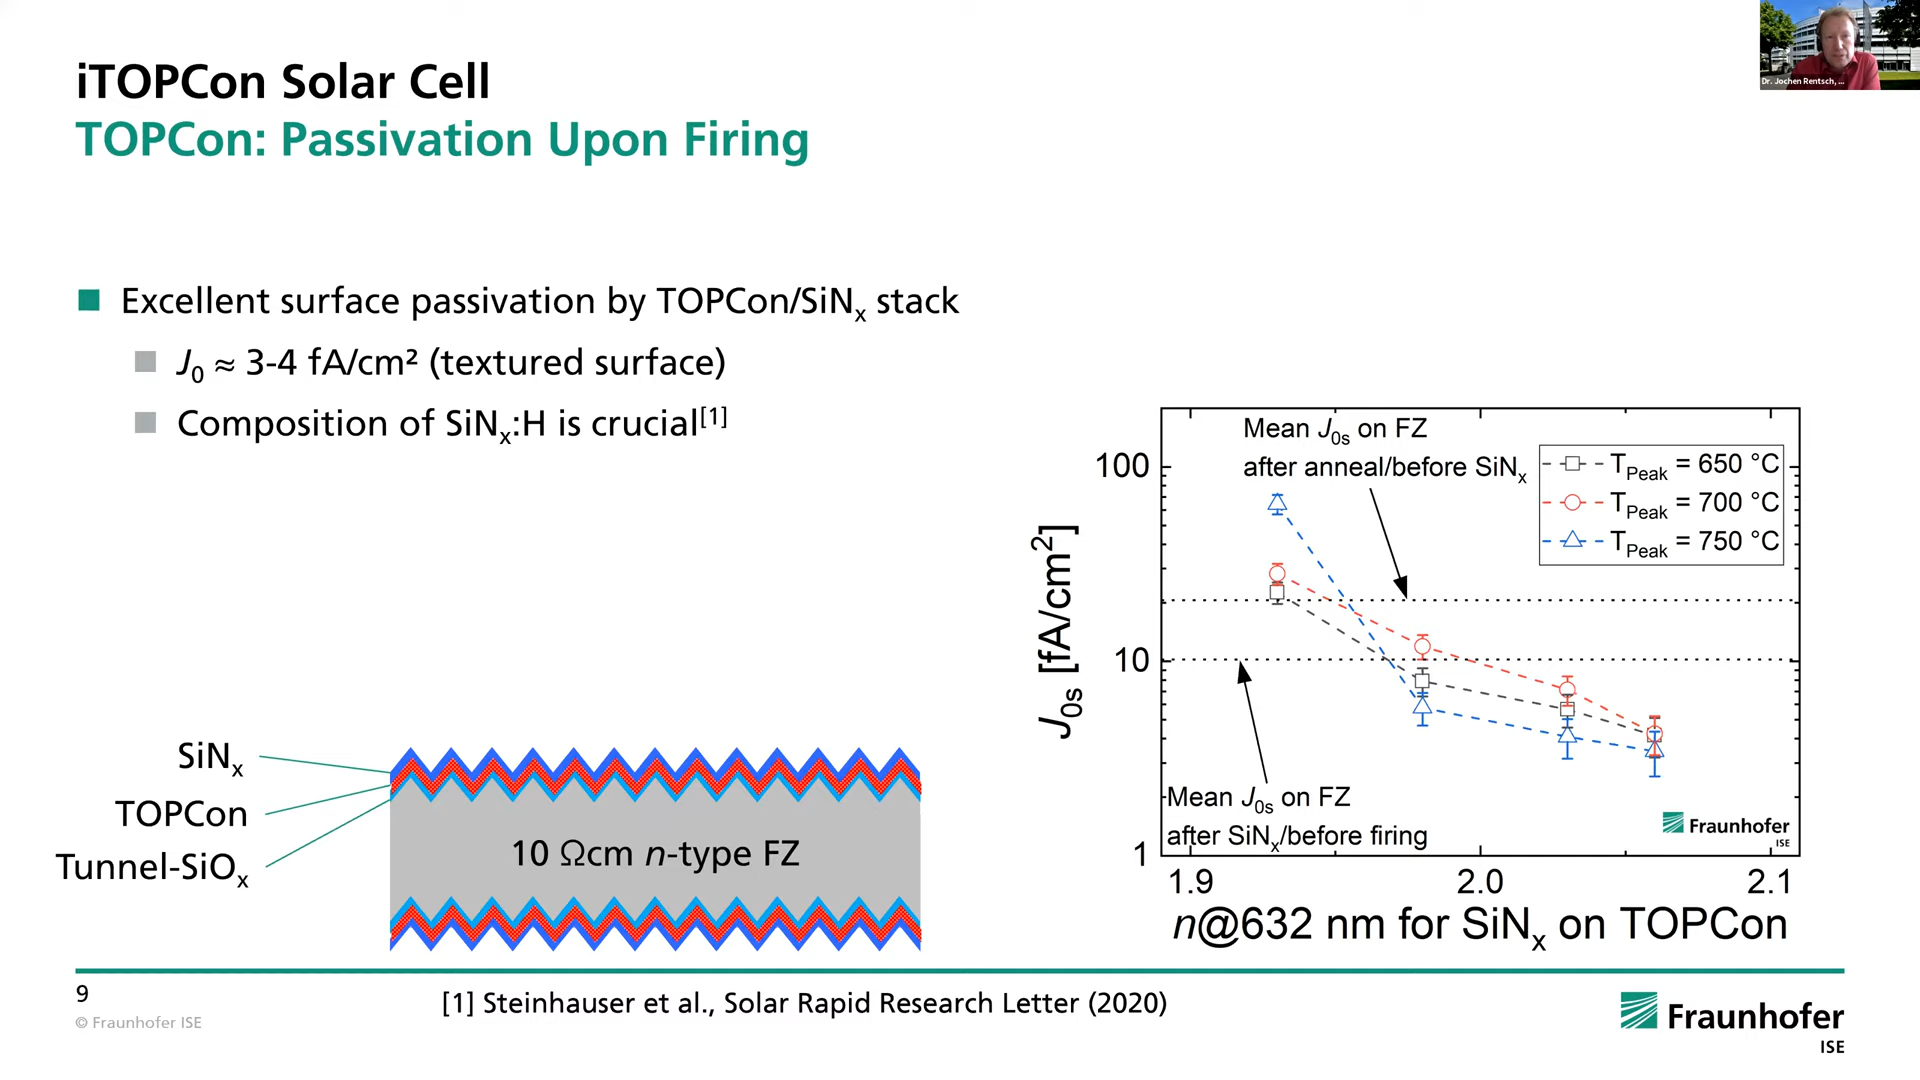 Dr. Jochen Rentsch, ...
iTOPCon Solar Cell
TOPCon: Passivation Upon Firing
Excellent surface passivation by TOPCon/SiNx stack
J0 ≈ 3-4 fA/cm² (textured surface)
Composition of SiNx:H is crucial[1]
SiNx
TOPCon
Tunnel-SiOx
10 Ωcm n-type FZ
Mean J0s on FZ
after anneal/before SiNx
TPeak = 650 °C
TPeak = 700 °C
TPeak = 750 °C
100
10
1
J0s [fA/cm2]
Mean J0s on FZ
after SiNx/before firing
Fraunhofer
ISE
1.9 2.0 2.1
n@632 nm for SiNx on TOPCon
9
© Fraunhofer ISE
[1] Steinhauser et al., Solar Rapid Research Letter (2020)
Fraunhofer
ISE